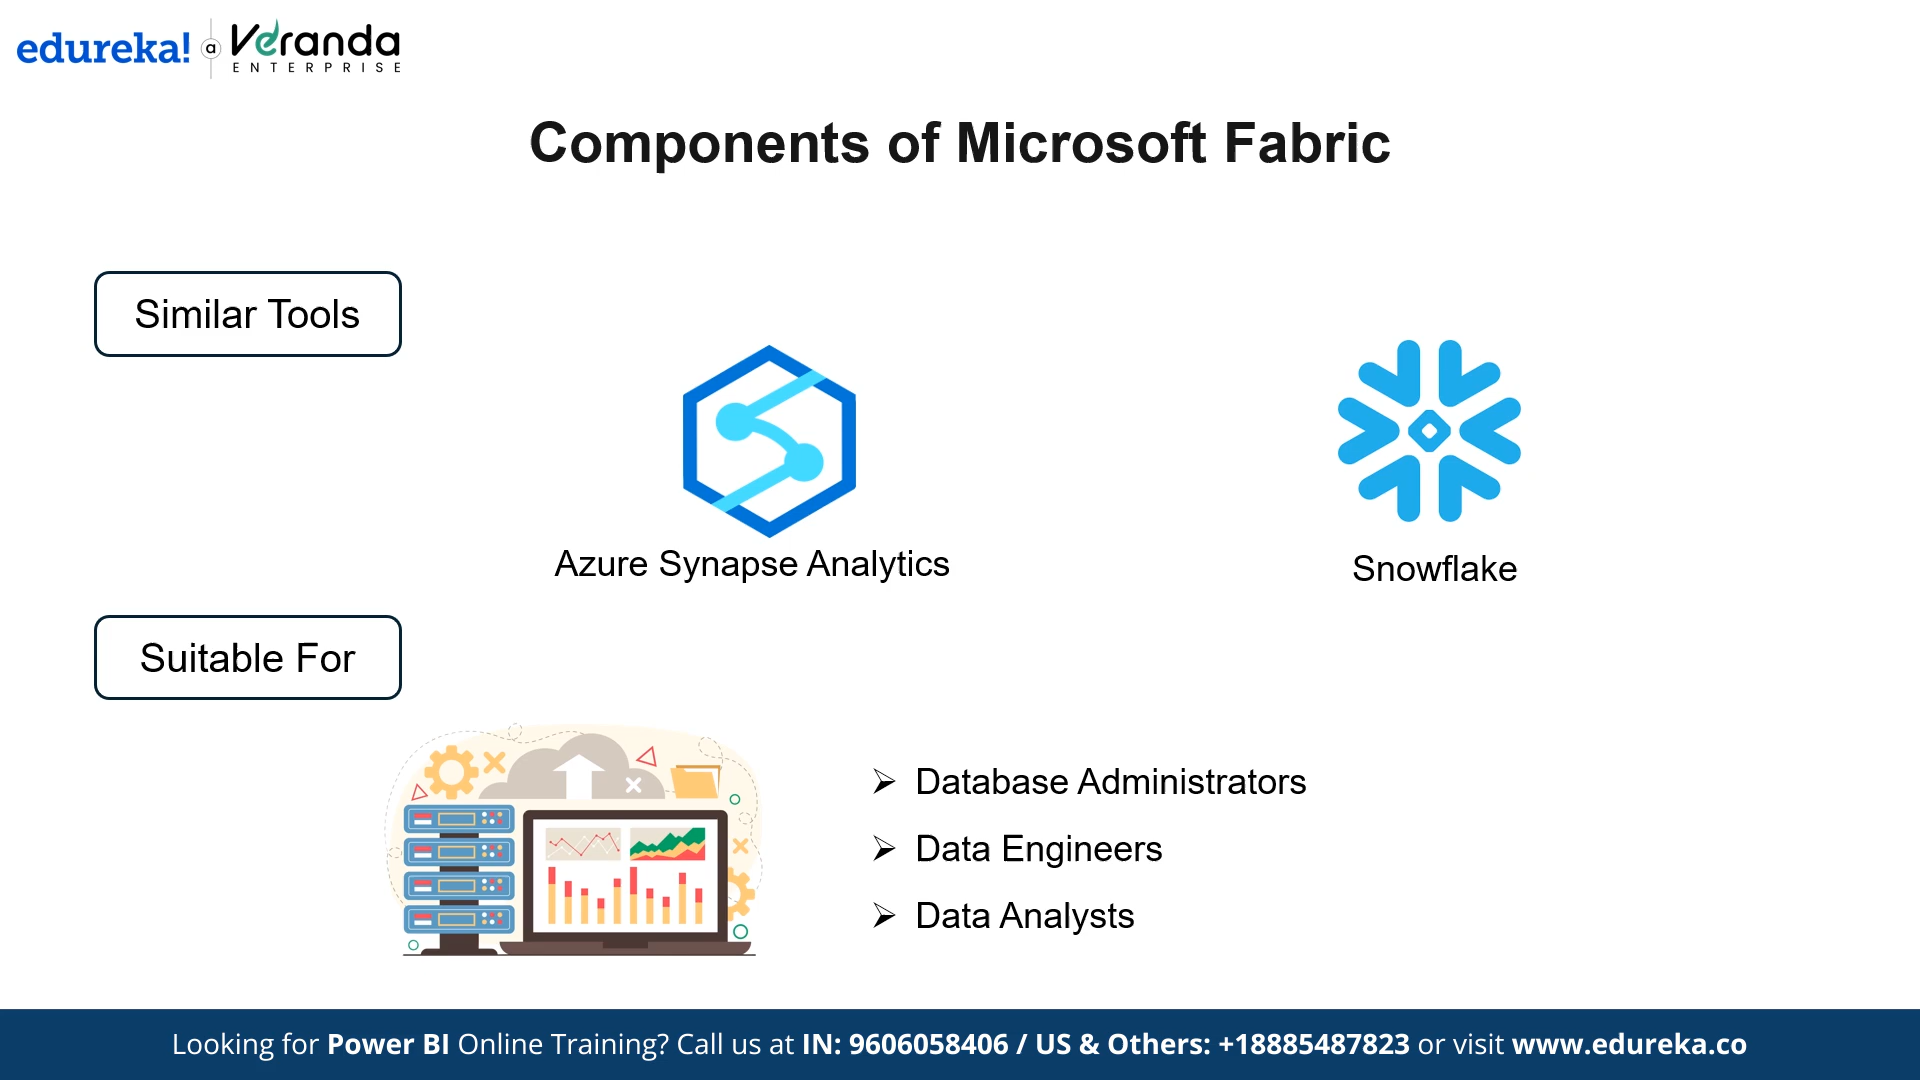 edureka! a Veranda
ENTERPRISE
Components of Microsoft Fabric
Similar Tools
Azure Synapse Analytics
Snowflake
Suitable For
➢ Database Administrators
➢ Data Engineers
➢ Data Analysts
Looking for Power BI Online Training? Call us at IN: 9606058406 / US & Others: +18885487823 or visit www.edureka.co